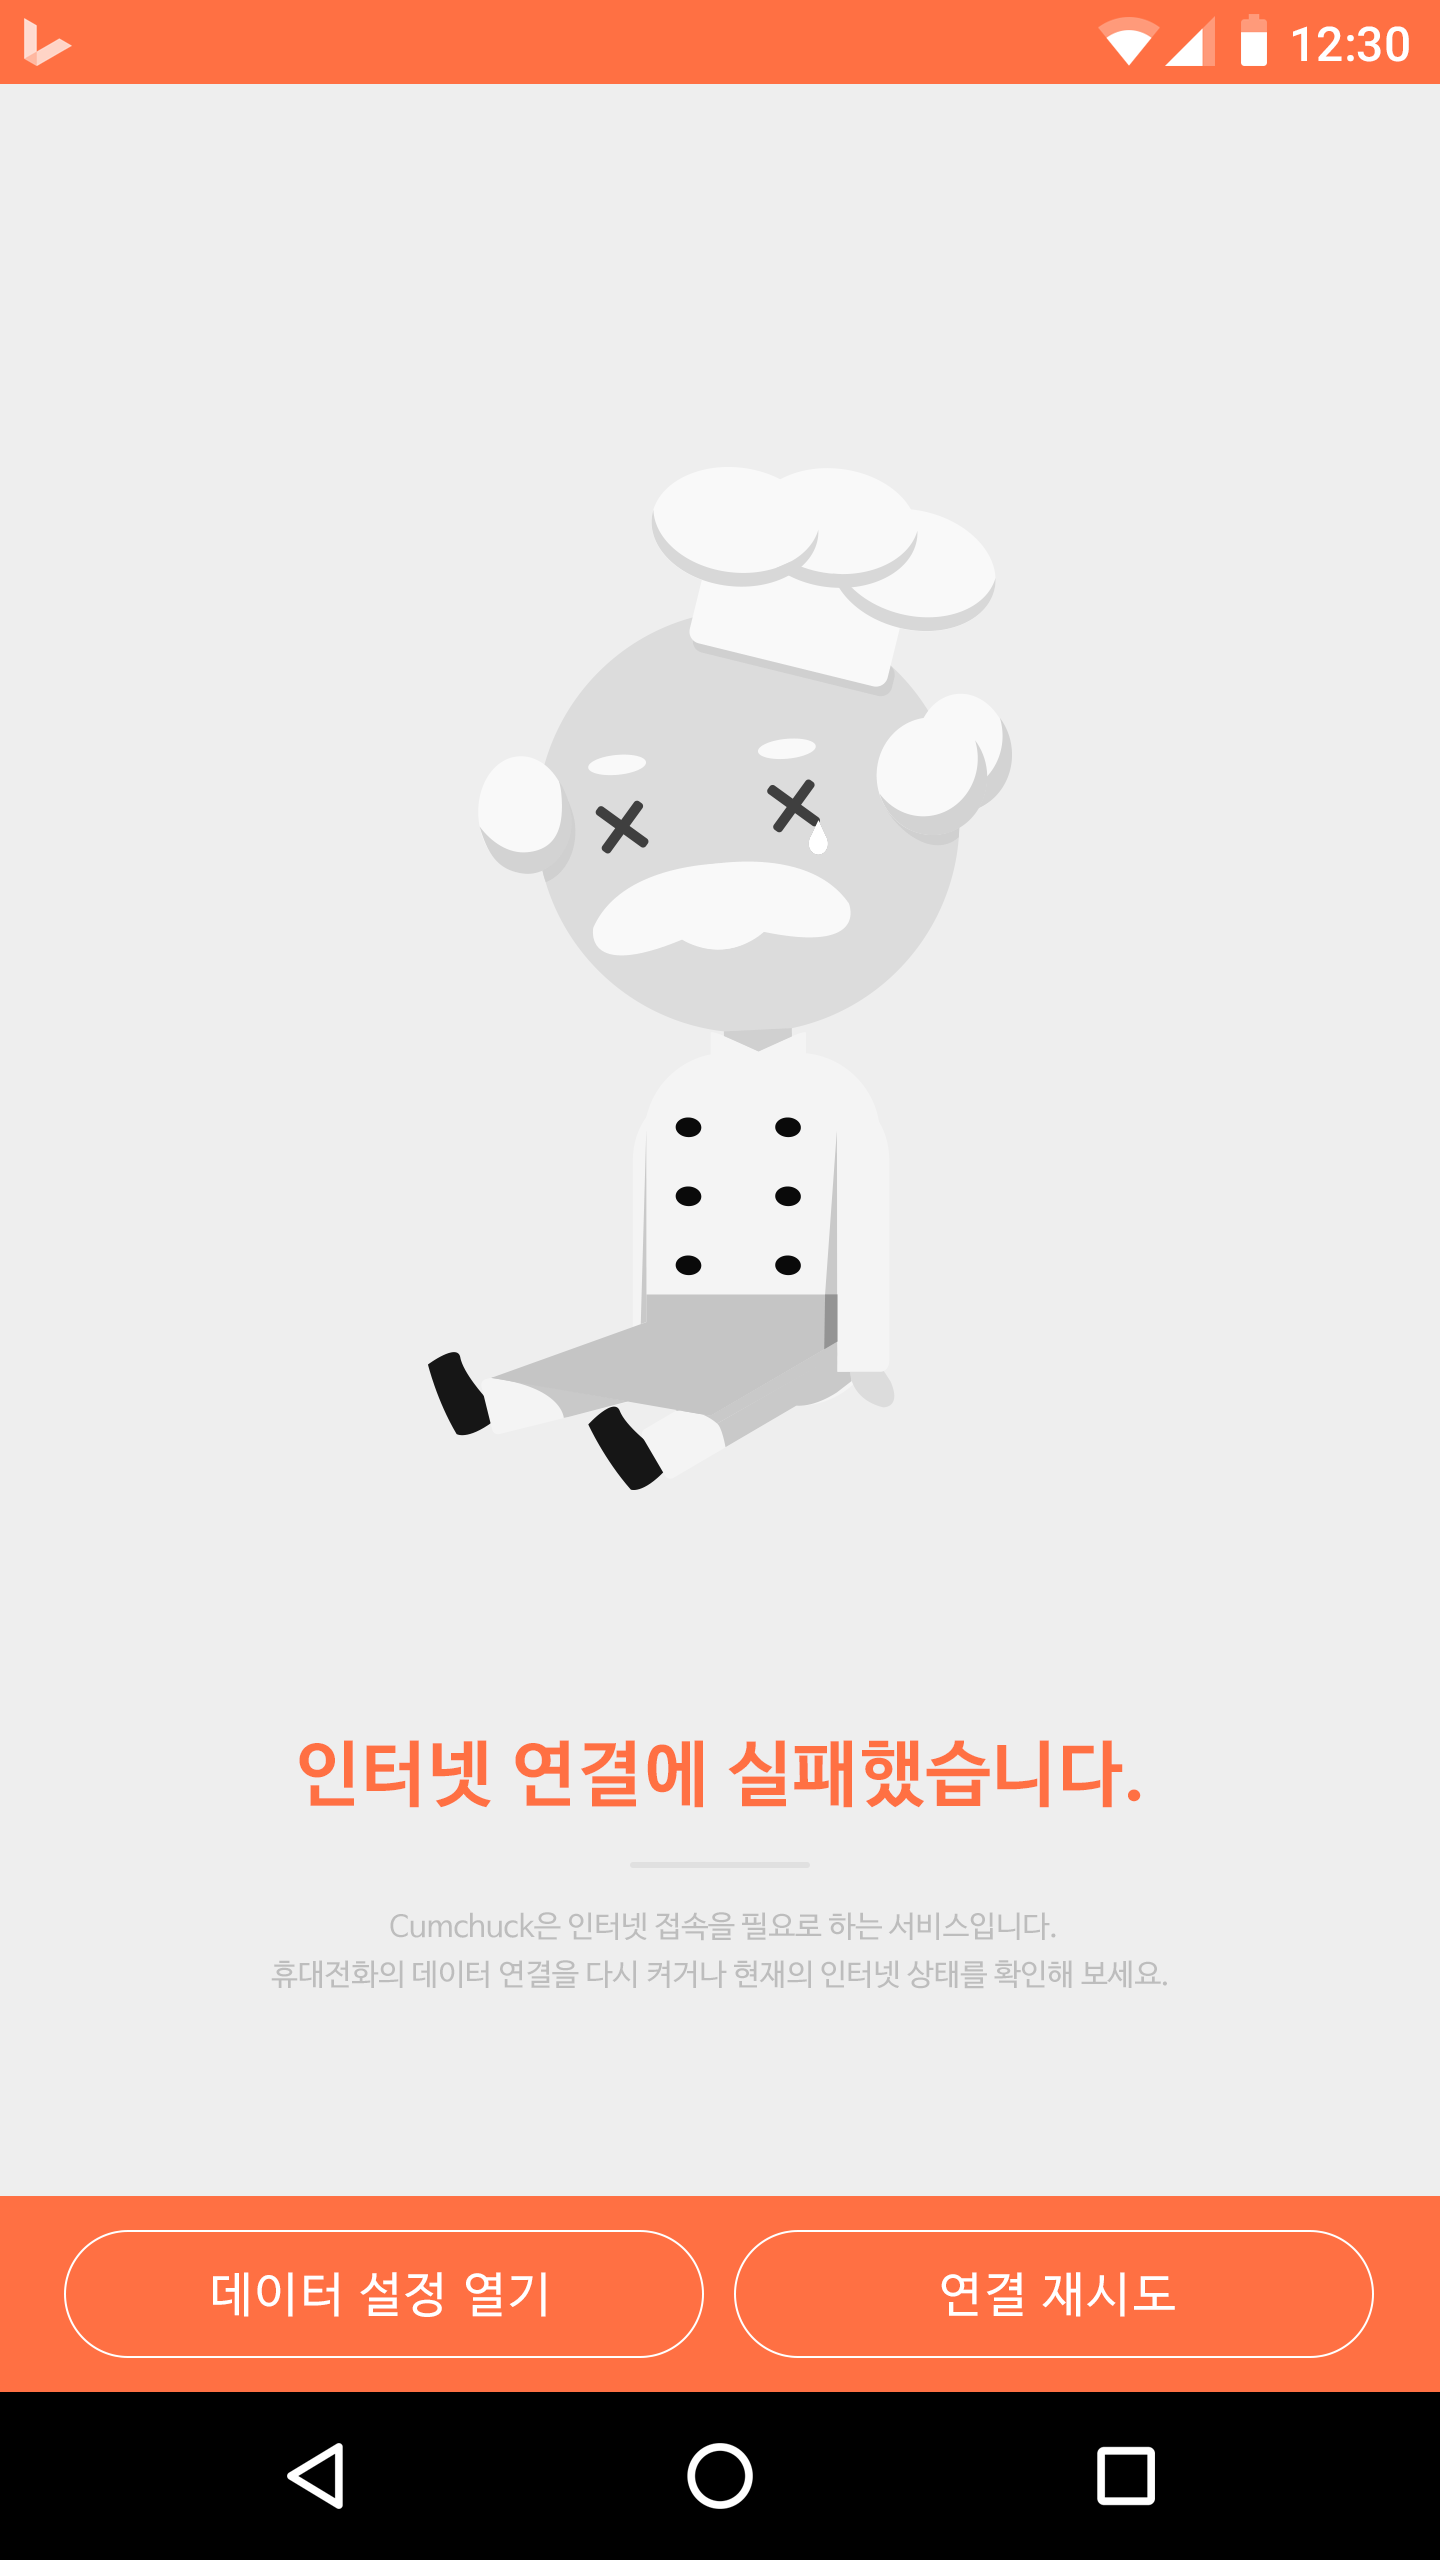 12:30
인터넷 연결에 실패했습니다.
Cumchuck은 인터넷 접속을 필요로 하는 서비스입니다.
휴대전화의 데이터 연결을 다시 켜거나 현재의 인터넷 상태를 확인해 보세요.
데이터 설정 열기
연결 재시도